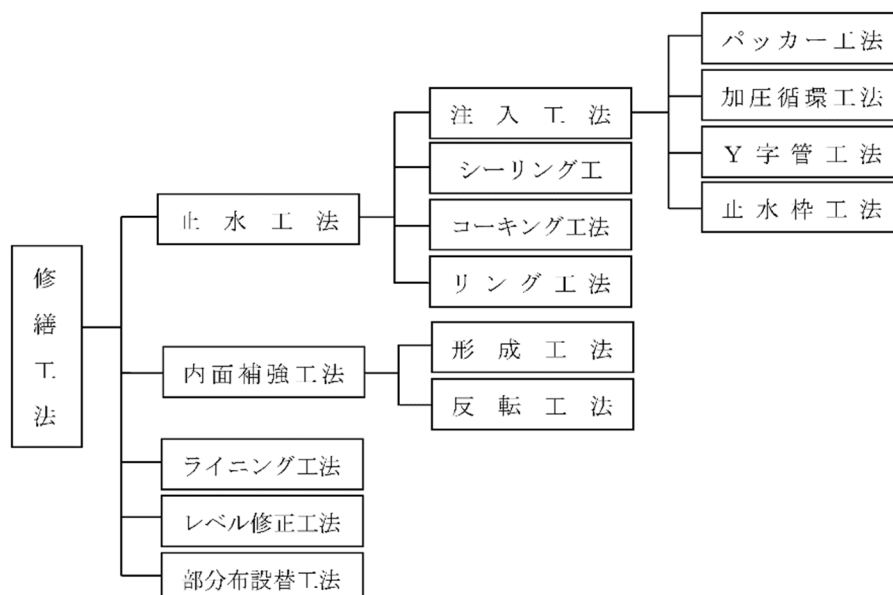 修繕工法
止水工法
注入工法
パッカー工法
加圧循環工法
Y字管工法
止水枠工法
シーリング工
コーキング工法
リング工法
内面補強工法
形成工法
反転工法
ライニング工法
レベル修正工法
部分布設替工法